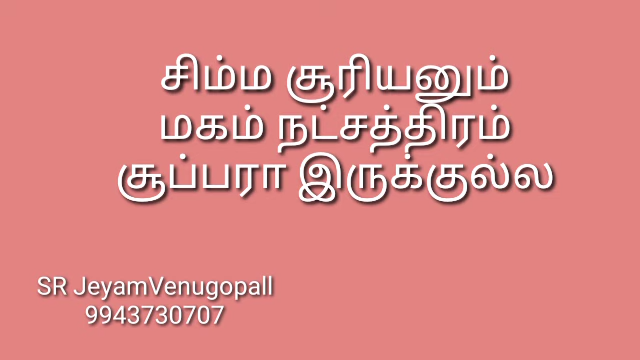 சிம்ம சூரியனும்
மகம் நட்சத்திரம்
சூப்பரா இருக்குல்ல
SR JeyamVenugopall
9943730707